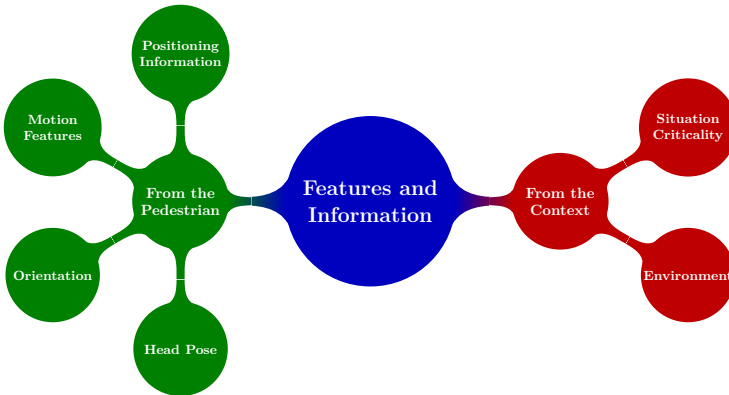 Positioning
Information
Motion
Features
From the
Pedestrian
Orientation
Head Pose
Features and
Information
From the
Context
Situation
Criticality
Environment